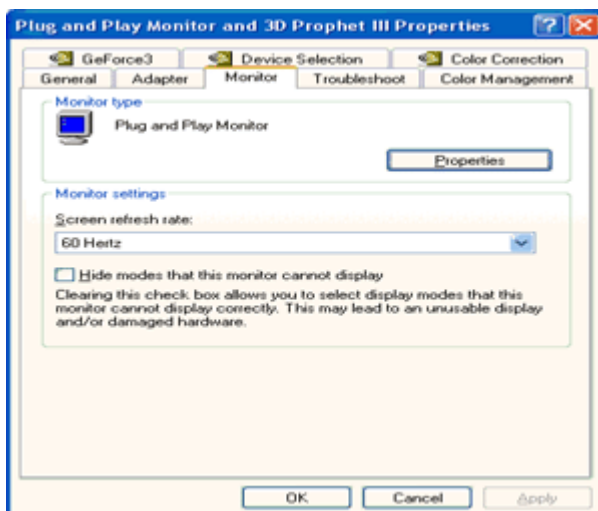 Plug and Play Monitor and 3D Prophet III Properties
GeForce3 Device Selection Color Correction
General Adapter Monitor Troubleshoot Color Management
Monitor type
Plug and Play Monitor
Properties
Monitor settings
Screen refresh rate:
60 Hertz
Hide modes that this monitor cannot display
Clearing this check box allows you to select display modes that this
monitor cannot display correctly. This may lead to an unusable display
and/or damaged hardware.
OK Cancel Apply